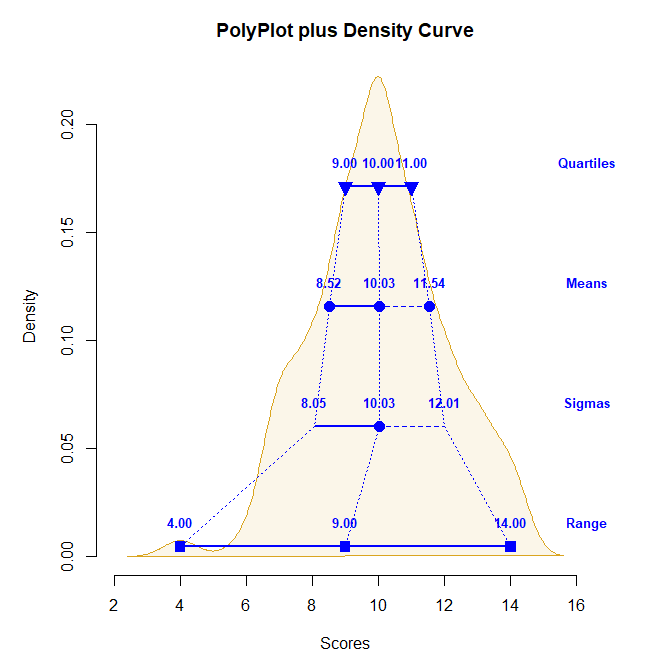 PolyPlot plus Density Curve
0.20
9.00 10.00 11.00 Quartiles
0.15
8.52 10.03 11.54 Means
Density
0.10
8.05 10.03 12.01 Sigmas
0.05
4.00 9.00 14.00 Range
0.00
2 4 6 8 10 12 14 16
Scores